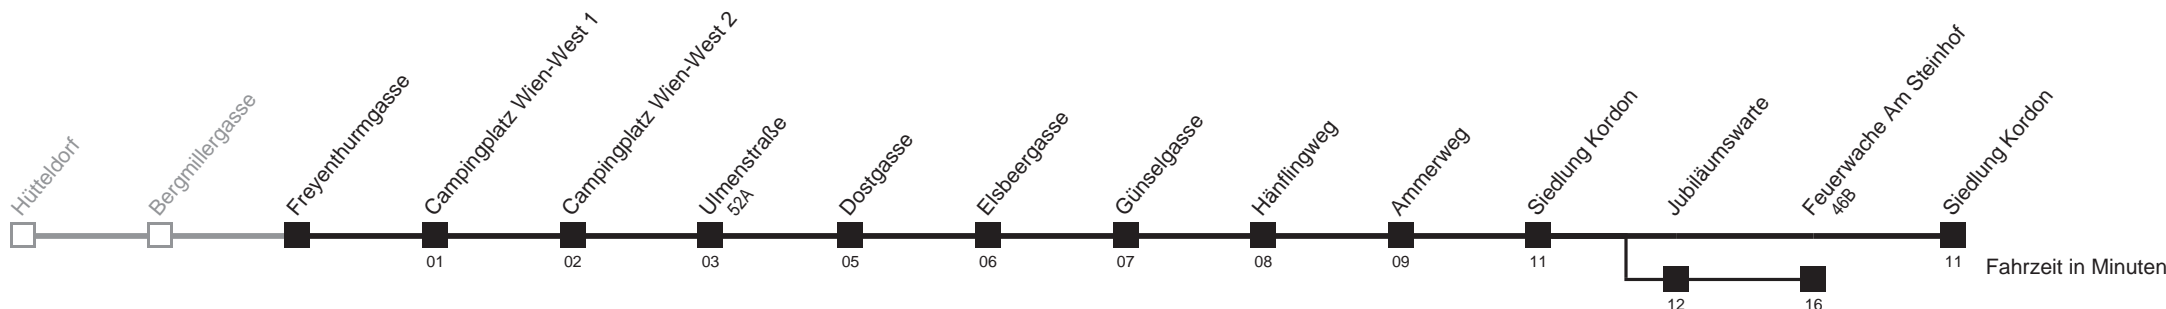 Hütteldorf
Bergmillergasse
Freyenthurmgasse
Campingplatz Wien-West 1
Campingplatz Wien-West 2
Ulmenstraße
52A
Dostgasse
Elsbeergasse
Günselgasse
Hänflingweg
Ammerweg
Siedlung Kordon
Jubiläumswarte
Feuerwache Am Steinhof
46B
Siedlung Kordon
01 02 03 05 06 07 08 09 11 11 Fahrzeit in Minuten
12 16